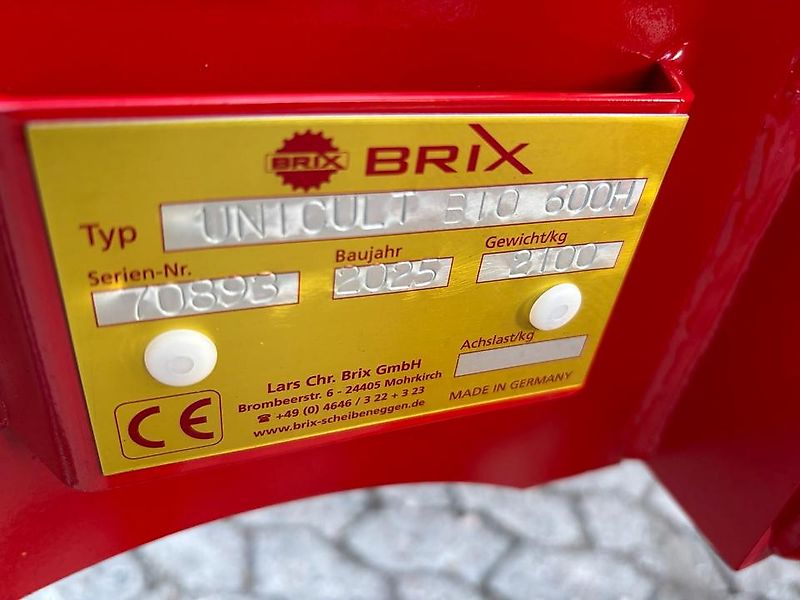 BRIX BRIX
Typ UNICULT BIO 600H
Serien-Nr. Baujahr Gewicht/kg
70893 2025 2100
Achslast/kg
Lars Chr. Brix GmbH
Brombeerstr. 6 - 24405 Mohrkirch
☎ +49 (0) 4646 / 3 22 + 3 23
www.brix-scheibeneggen.de
MADE IN GERMANY
CE